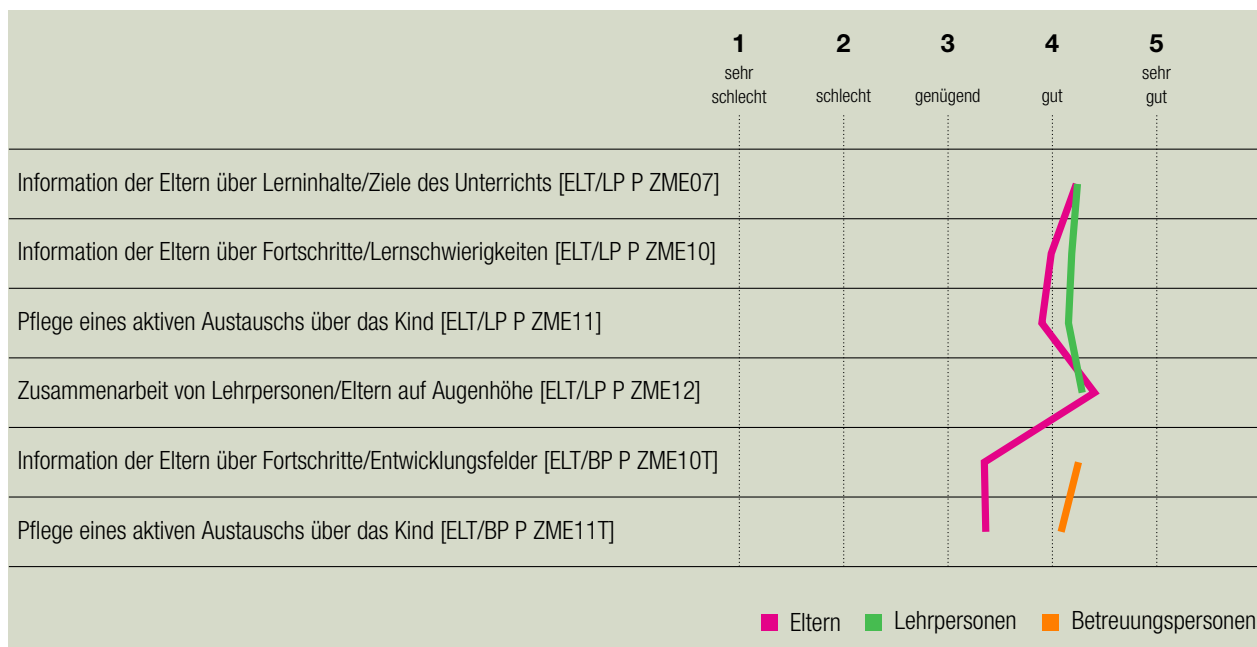 1 2 3 4 5
sehr sehr
schlecht schlecht genügend gut gut
Information der Eltern über Lerninhalte/Ziele des Unterrichts [ELT/LP P ZME07]
Information der Eltern über Fortschritte/Lernschwierigkeiten [ELT/LP P ZME10]
Pflege eines aktiven Austauschs über das Kind [ELT/LP P ZME11]
Zusammenarbeit von Lehrpersonen/Eltern auf Augenhöhe [ELT/LP P ZME12]
Information der Eltern über Fortschritte/Entwicklungsfelder [ELT/BP P ZME10T]
Pflege eines aktiven Austauschs über das Kind [ELT/BP P ZME11T]
Eltern Lehrpersonen Betreuungspersonen